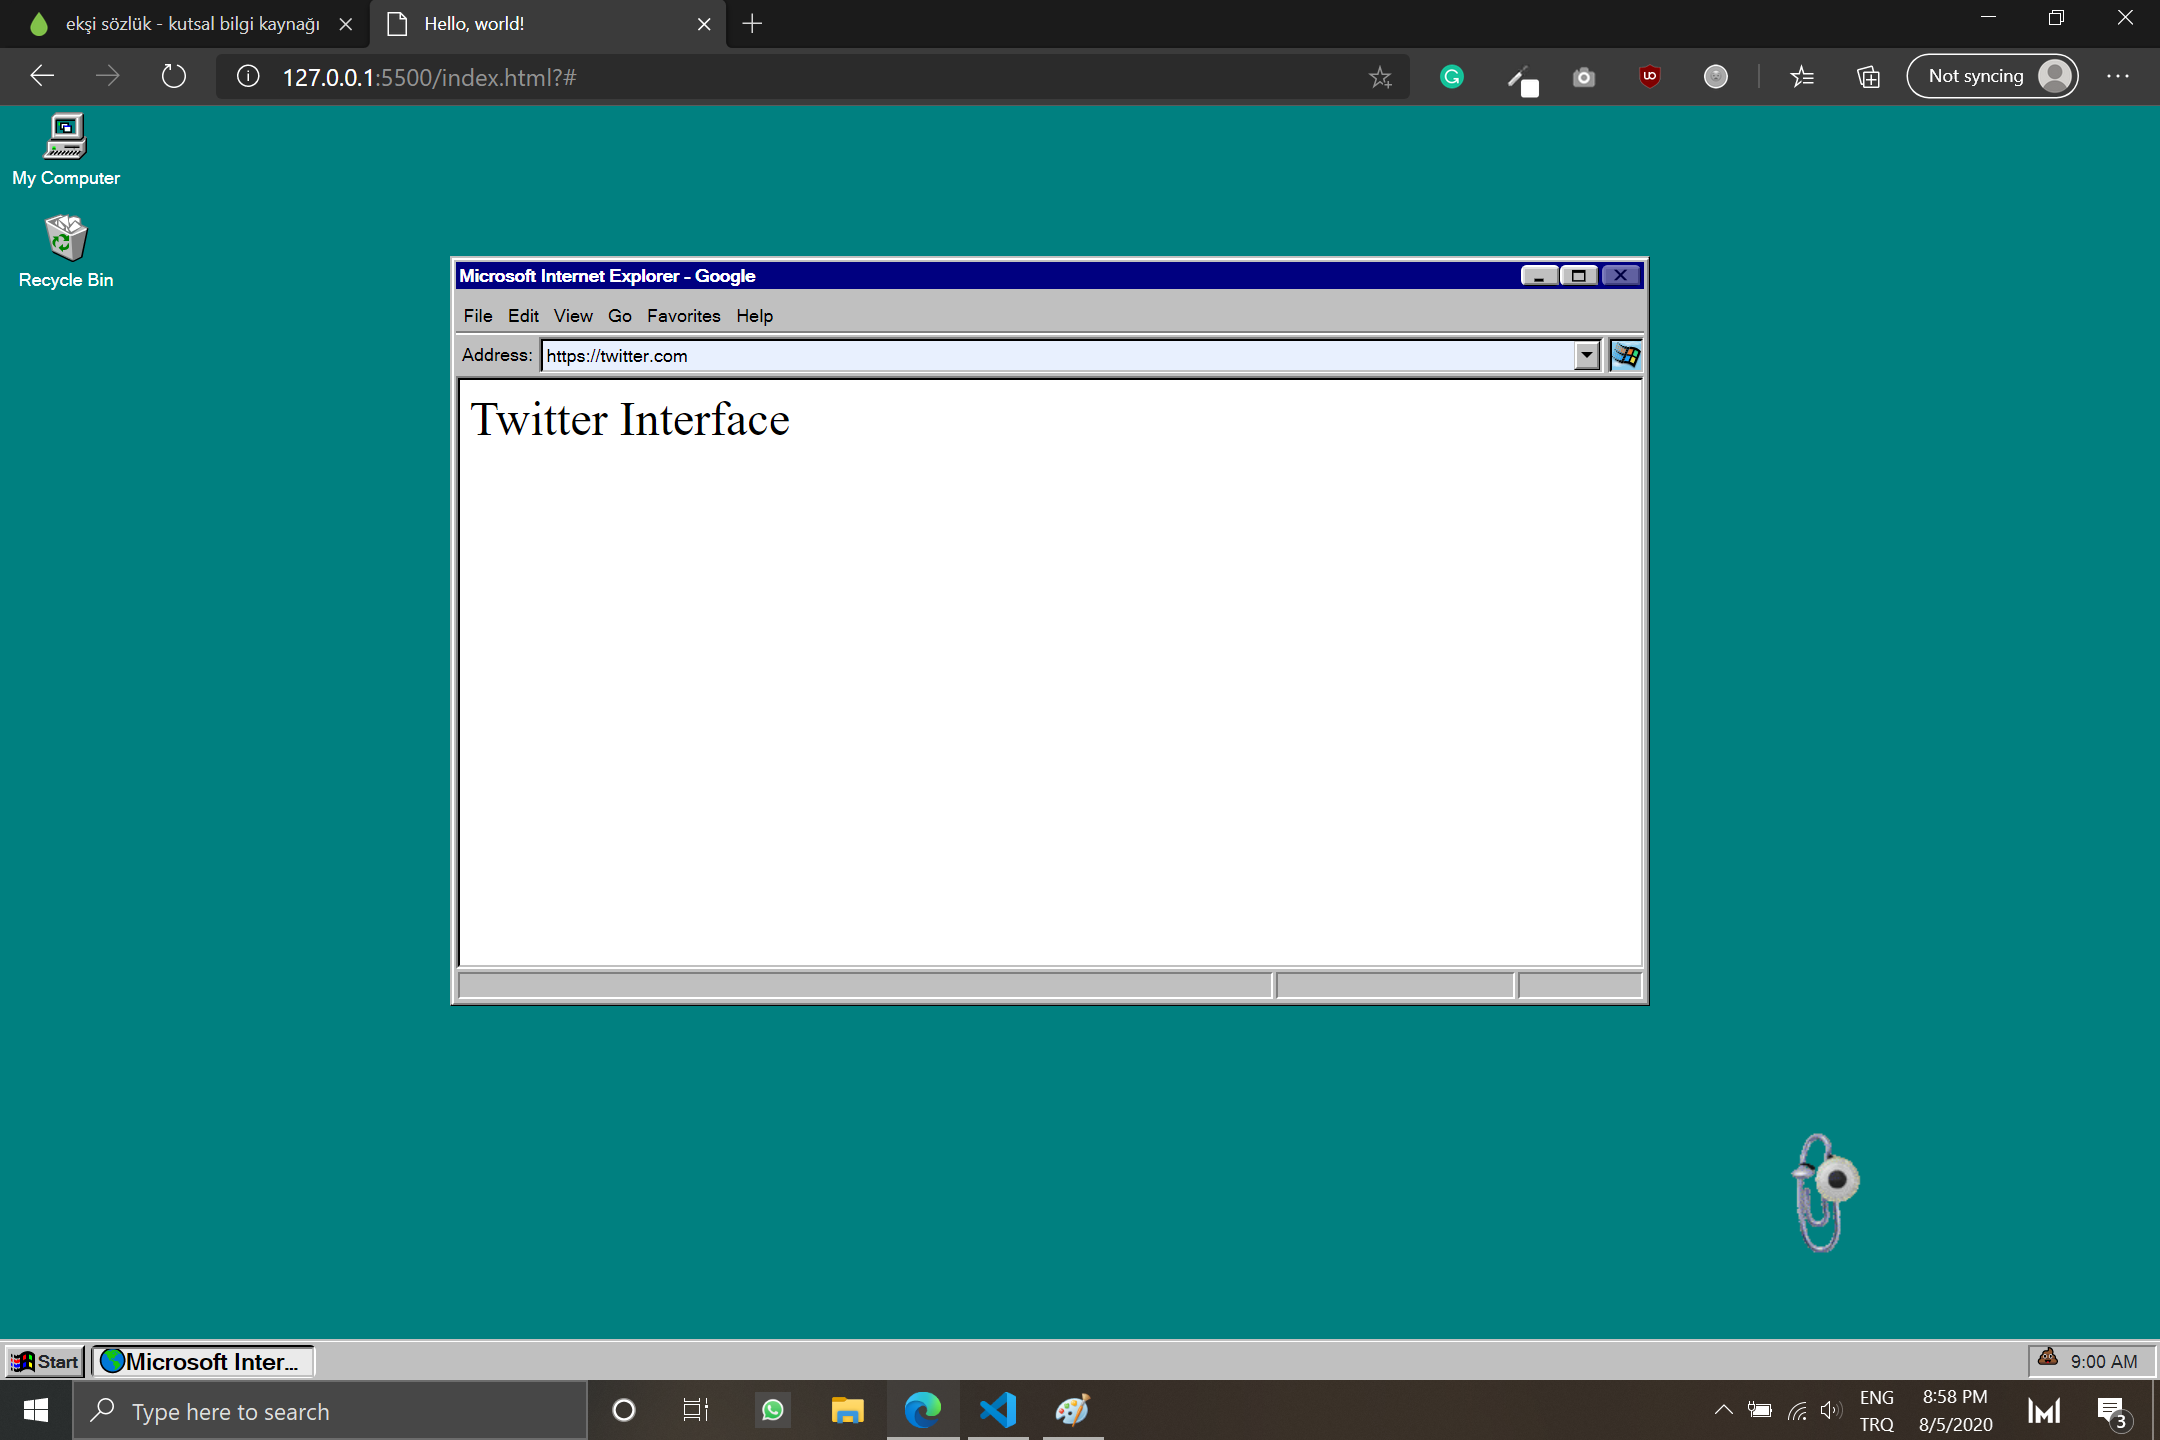 ekşi sözlük - kutsal bilgi kaynağı
Hello, world!
127.0.0.1:5500/index.html?#
Not syncing
My Computer
Recycle Bin
Microsoft Internet Explorer - Google
File Edit View Go Favorites Help
Address: https://twitter.com
Twitter Interface
Start
Microsoft Inter...
9:00 AM
Type here to search
ENG
TRQ
8:58 PM
8/5/2020
3